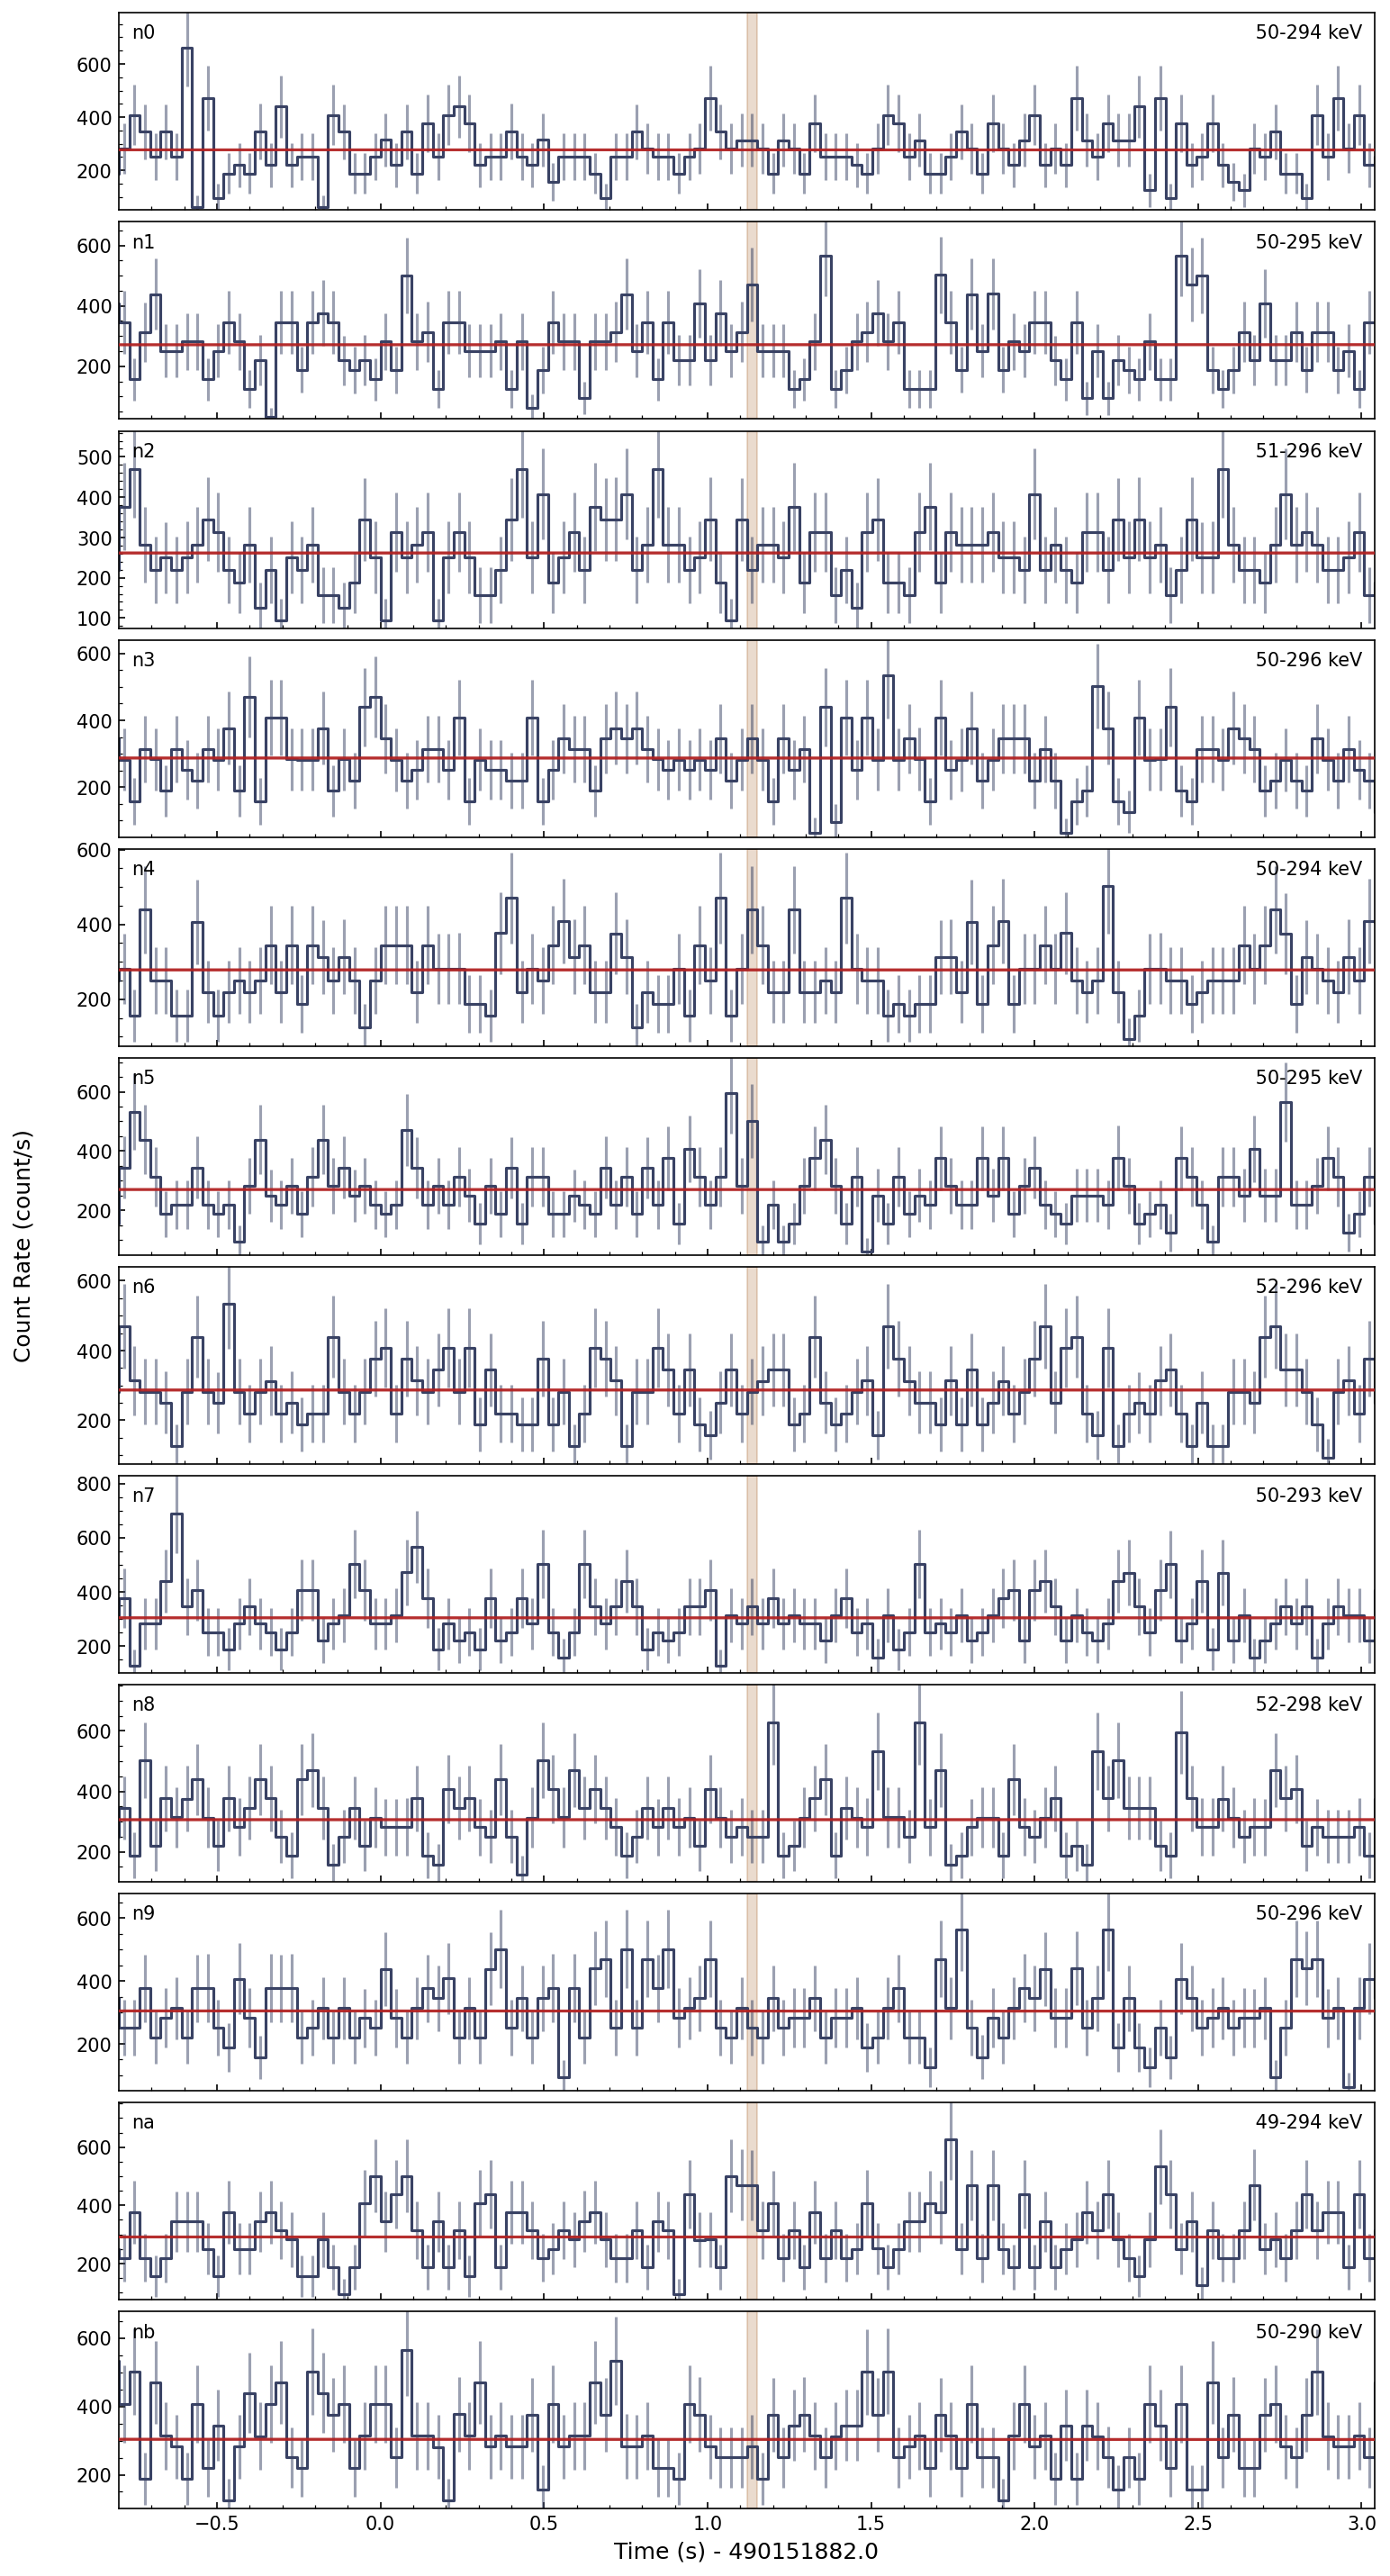 n0 50-294 keV
600
400
200
n1 50-295 keV
600
400
200
n2 51-296 keV
500
400
300
200
100
n3 50-296 keV
600
400
200
n4 50-294 keV
600
400
200
n5 50-295 keV
600
400
200
n6 52-296 keV
600
400
200
n7 50-293 keV
800
600
400
200
n8 52-298 keV
600
400
200
n9 50-296 keV
600
400
200
na 49-294 keV
600
400
200
nb 50-290 keV
600
400
200
Count Rate (count/s)
−0.5 0.0 0.5 1.0 1.5 2.0 2.5 3.0
Time (s) - 490151882.0